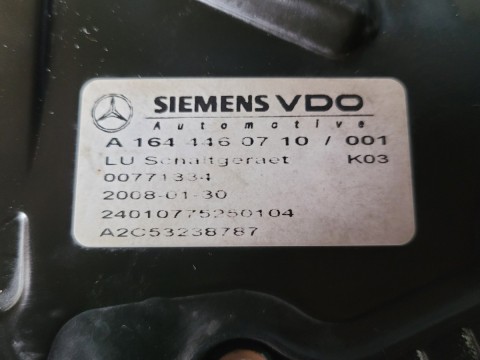 SIEMENS VDO
Automotive
A 164 446 07 10 / 001
LU Schaltgeraet K03
00771334
2008-01-30
24010775250104
A2C53238787